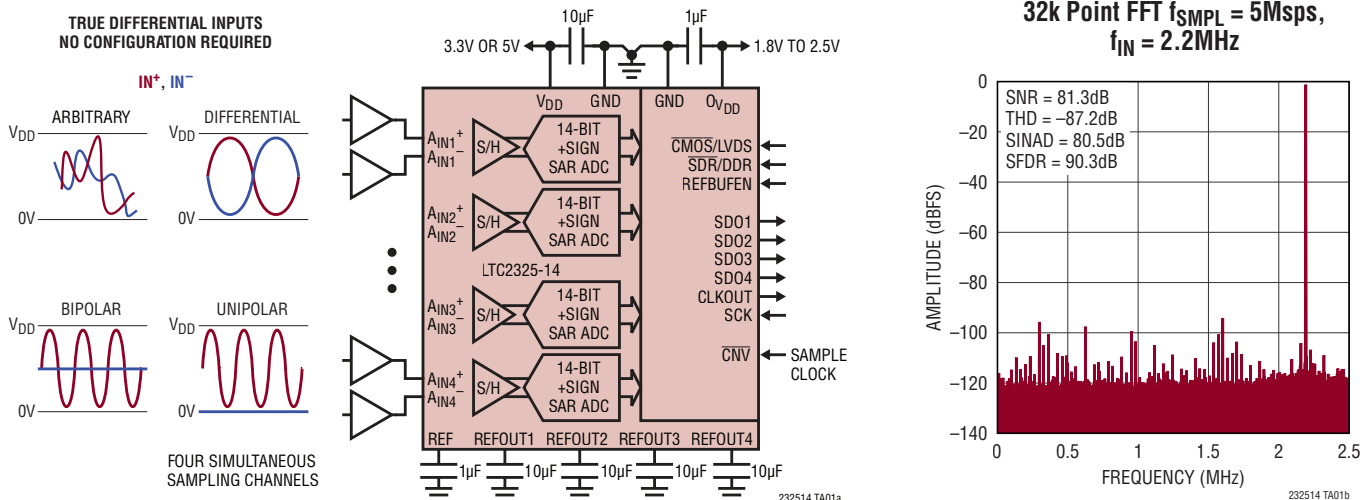 TRUE DIFFERENTIAL INPUTS
NO CONFIGURATION REQUIRED
IN+, IN−
ARBITRARY
VDD
0V
DIFFERENTIAL
VDD
0V
BIPOLAR
VDD
0V
UNIPOLAR
VDD
0V
FOUR SIMULTANEOUS
SAMPLING CHANNELS
10µF
1µF
3.3V OR 5V
1.8V TO 2.5V
VDD
GND
GND
OVDD
AIN1+
AIN1−
S/H
14-BIT
+SIGN
SAR ADC
AIN2+
AIN2−
S/H
14-BIT
+SIGN
SAR ADC
LTC2325-14
AIN3+
AIN3−
S/H
14-BIT
+SIGN
SAR ADC
AIN4+
AIN4−
S/H
14-BIT
+SIGN
SAR ADC
CMOS/LVDS
SDR/DDR
REFBUFEN
SDO1
SDO2
SDO3
SDO4
CLKOUT
SCK
CNV
SAMPLE
CLOCK
REF
REFOUT1
REFOUT2
REFOUT3
REFOUT4
1µF
10µF
10µF
10µF
10µF
232514 TA01a
32k Point FFT fSMPL = 5Msps,
fIN = 2.2MHz
SNR = 81.3dB
THD = –87.2dB
SINAD = 80.5dB
SFDR = 90.3dB
AMPLITUDE (dBFS)
0
–20
–40
–60
–80
–100
–120
–140
0
0.5
1
1.5
2
2.5
FREQUENCY (MHz)
232514 TA01b